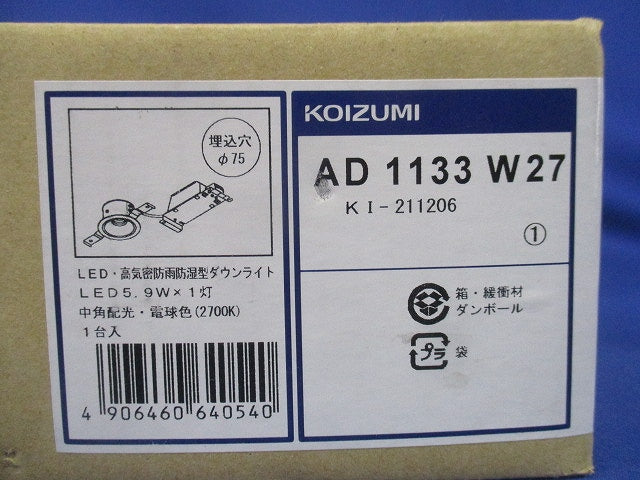 埋込穴
φ75
LED・高気密防雨防湿型ダウンライト
LED5.9W×1灯
中角配光・電球色(2700K)
1台入
4 906460 640540
KOIZUMI
AD 1133 W27
KI-211206
①
箱・緩衝材
ダンボール
プラ
袋